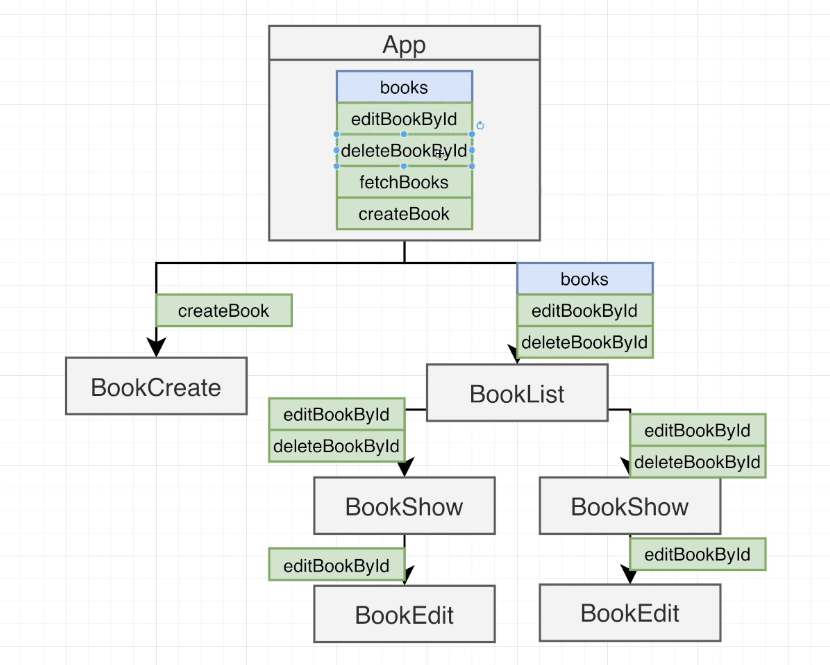 App
books
editBookById
deleteBookById
fetchBooks
createBook
books
createBook
editBookById
deleteBookById
BookCreate
BookList
editBookById
deleteBookById
editBookById
deleteBookById
BookShow
BookShow
editBookById
editBookById
BookEdit
BookEdit